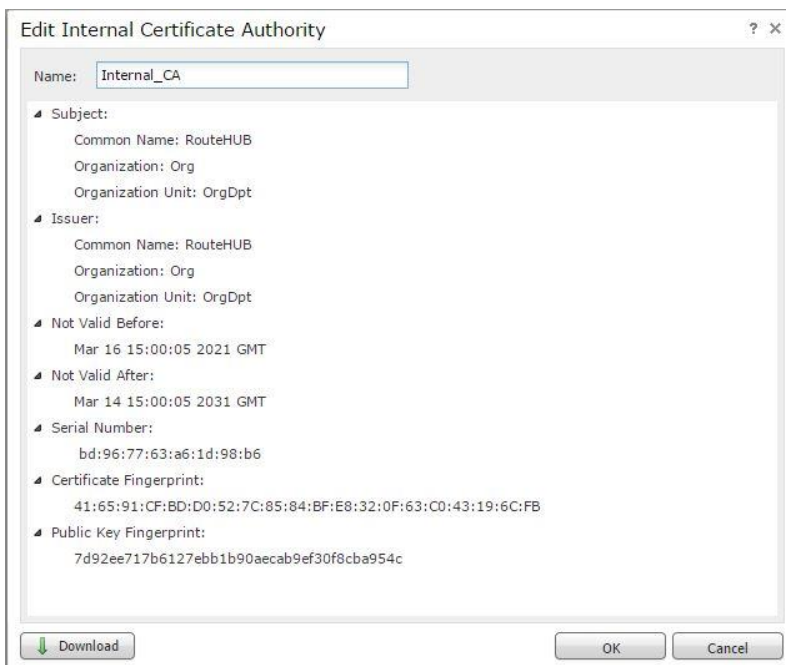 Edit Internal Certificate Authority ? ×
Name: Internal_CA
Subject:
Common Name: RouteHUB
Organization: Org
Organization Unit: OrgDpt
Issuer:
Common Name: RouteHUB
Organization: Org
Organization Unit: OrgDpt
Not Valid Before:
Mar 16 15:00:05 2021 GMT
Not Valid After:
Mar 14 15:00:05 2031 GMT
Serial Number:
bd:96:77:63:a6:1d:98:b6
Certificate Fingerprint:
41:65:91:CF:BD:D0:52:7C:85:84:BF:E8:32:0F:63:C0:43:19:6C:FB
Public Key Fingerprint:
7d92ee717b6127ebb1b90aecab9ef30f8cba954c
Download OK Cancel